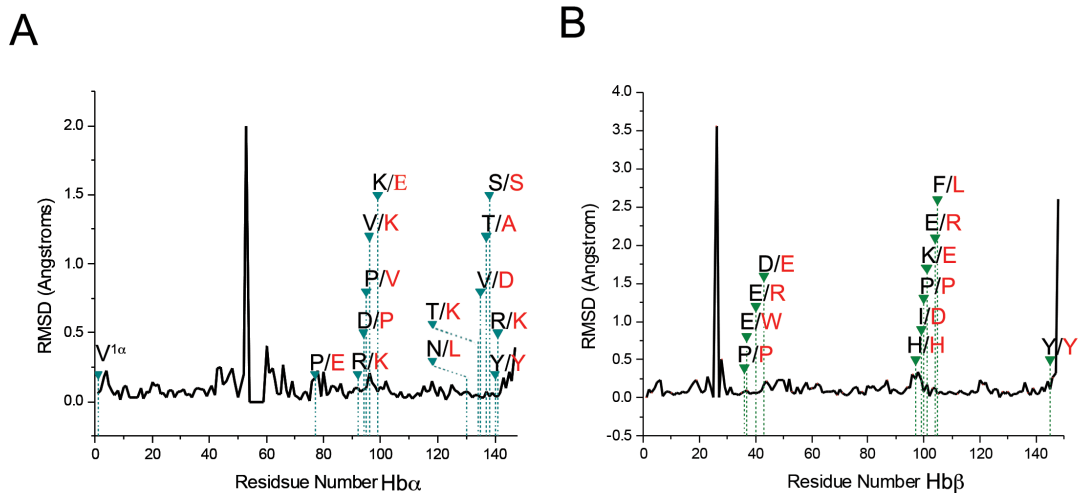 A
B
RMSD (Angstroms)
2.0
1.5
1.0
0.5
0.0
V1α
P/E
R/K
D/P
P/V
V/K
K/E
T/K
N/L
S/S
T/A
V/D
R/K
Y/Y
0 20 40 60 80 100 120 140
Residsue Number Hbα
RMSD (Angstrom)
4.0
3.5
3.0
2.5
2.0
1.5
1.0
0.5
0.0
-0.5
D/E
E/R
E/W
P/P
F/L
E/R
K/E
P/P
I/D
H/H
Y/Y
0 20 40 60 80 100 120 140
Residue Number Hbβ